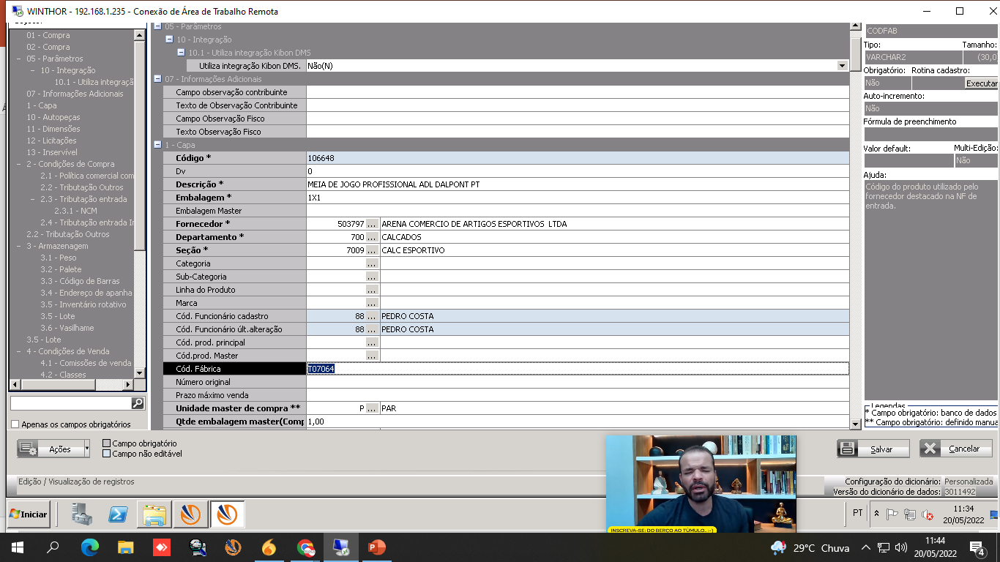 WINTHOR - 192.168.1.235 - Conexão de Área de Trabalho Remota
01 - Compra
02 - Compra
05 - Parâmetros
10 - Integração
10.1 - Utiliza integraçã
07 - Informações Adicionais
1 - Capa
10 - Autopeças
11 - Dimensões
12 - Licitações
13 - Inservível
2 - Condições de Compra
2.1 - Política comercial com
2.2 - Tributação Outros
2.3 - Tributação entrada
2.3.1 - NCM
2.4 - Tributação entrada In
2.2 - Tributação Outros
3 - Armazenagem
3.1 - Peso
3.2 - Palete
3.3 - Código de Barras
3.4 - Endereço de apanha
3.5 - Inventário rotativo
3.5 - Lote
3.6 - Vasilhame
3.5 - Lote
4 - Condições de Venda
4.1 - Comissões de venda
4.2 - Classes
Apenas os campos obrigatórios
05 - Parâmetros
10 - Integração
10.1 - Utiliza integração Kibon DMS
Utiliza integração Kibon DMS. Não(N)
07 - Informações Adicionais
Campo observação contribuinte
Texto de Observação Contribuinte
Campo Observação Fisco
Texto Observação Fisco
1 - Capa
Código * 106648
Dv 0
Descrição * MEIA DE JOGO PROFISSIONAL ADL DALPONT PT
Embalagem * 1X1
Embalagem Master
Fornecedor * 503797 ... ARENA COMERCIO DE ARTIGOS ESPORTIVOS LTDA
Departamento * 700 ... CALCADOS
Seção * 7009 ... CALC ESPORTIVO
Categoria ...
Sub-Categoria ...
Linha do Produto ...
Marca ...
Cód. Funcionário cadastro 88 ... PEDRO COSTA
Cód. Funcionário últ.alteração 88 ... PEDRO COSTA
Cód. prod. principal ...
Cód.prod. Master ...
Cód. Fábrica T07064
Número original
Prazo máximo venda
Unidade master de compra ** P ... PAR
Qtde embalagem master(Comp 1,00
CODFAB
Tipo: Tamanho:
VARCHAR2 (30,0
Obrigatório: Rotina cadastro:
Não Executar
Auto-incremento:
Não
Fórmula de preenchimento
Valor default: Multi-Edição:
Não
Ajuda:
Código do produto utilizado pelo
fornecedor destacado na NF de
entrada.
Legendas
* Campo obrigatório: banco de dados
** Campo obrigatório: definido manua
Ações
Campo obrigatório
Campo não editável
Salvar
Cancelar
Edição / Visualização de registros
Configuração do dicionário: Personalizada
Versão do dicionário de dados: 3011492
INSCREVA-SE: DO BERÇO AO TÚMULO.. :-)
Iniciar
PT
11:34
20/05/2022
29°C Chuva
11:44
20/05/2022
4